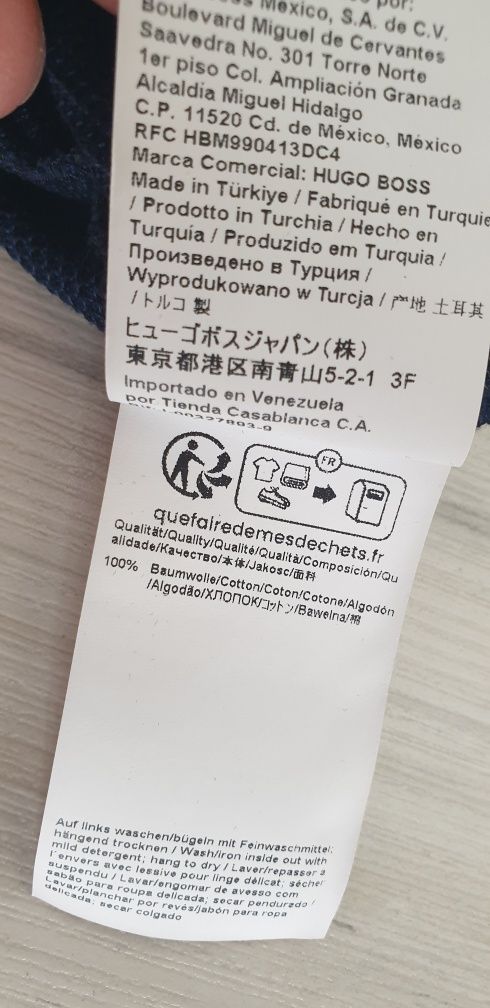 México, S.A. de C.V.
Boulevard Miguel de Cervantes
Saavedra No. 301 Torre Norte
1er piso Col. Ampliación Granada
Alcaldia Miguel Hidalgo
C.P. 11520 Cd. de México, México
RFC HBM990413DC4
Marca Comercial: HUGO BOSS
Made in Türkiye / Fabriqué en Turquie
/ Prodotto in Turchia / Hecho en
Turquía / Produzido em Turquia /
Произведено в Турция /
Wyprodukowano w Turcja / 产地 土耳其
/ トルコ 製
ヒューゴボスジャパン(株)
東京都港区南青山5-2-1 3F
Importado en Venezuela
por Tienda Casablanca C.A.
FR
quefairedemesdechets.fr
Qualität/Quality/Qualité/Qualità/Composición/Qu
alidade/Качество/本体/Jakosc/面料
100% Baumwolle/Cotton/Coton/Cotone/Algodón
/Algodão/ХЛОПОК/コットン/Bawelna/棉
Auf links waschen/bügeln mit Feinwaschmittel;
hängend trocknen / Wash/iron inside out with
mild detergent; hang to dry / Laver/repasser à
l'envers avec lessive pour linge délicat; sécher
suspendu / Lavar/engomar de avesso com
sabão para roupa delicada; secar pendurado /
Lavar/planchar por revés/jabón para ropa
delicada; secar colgado